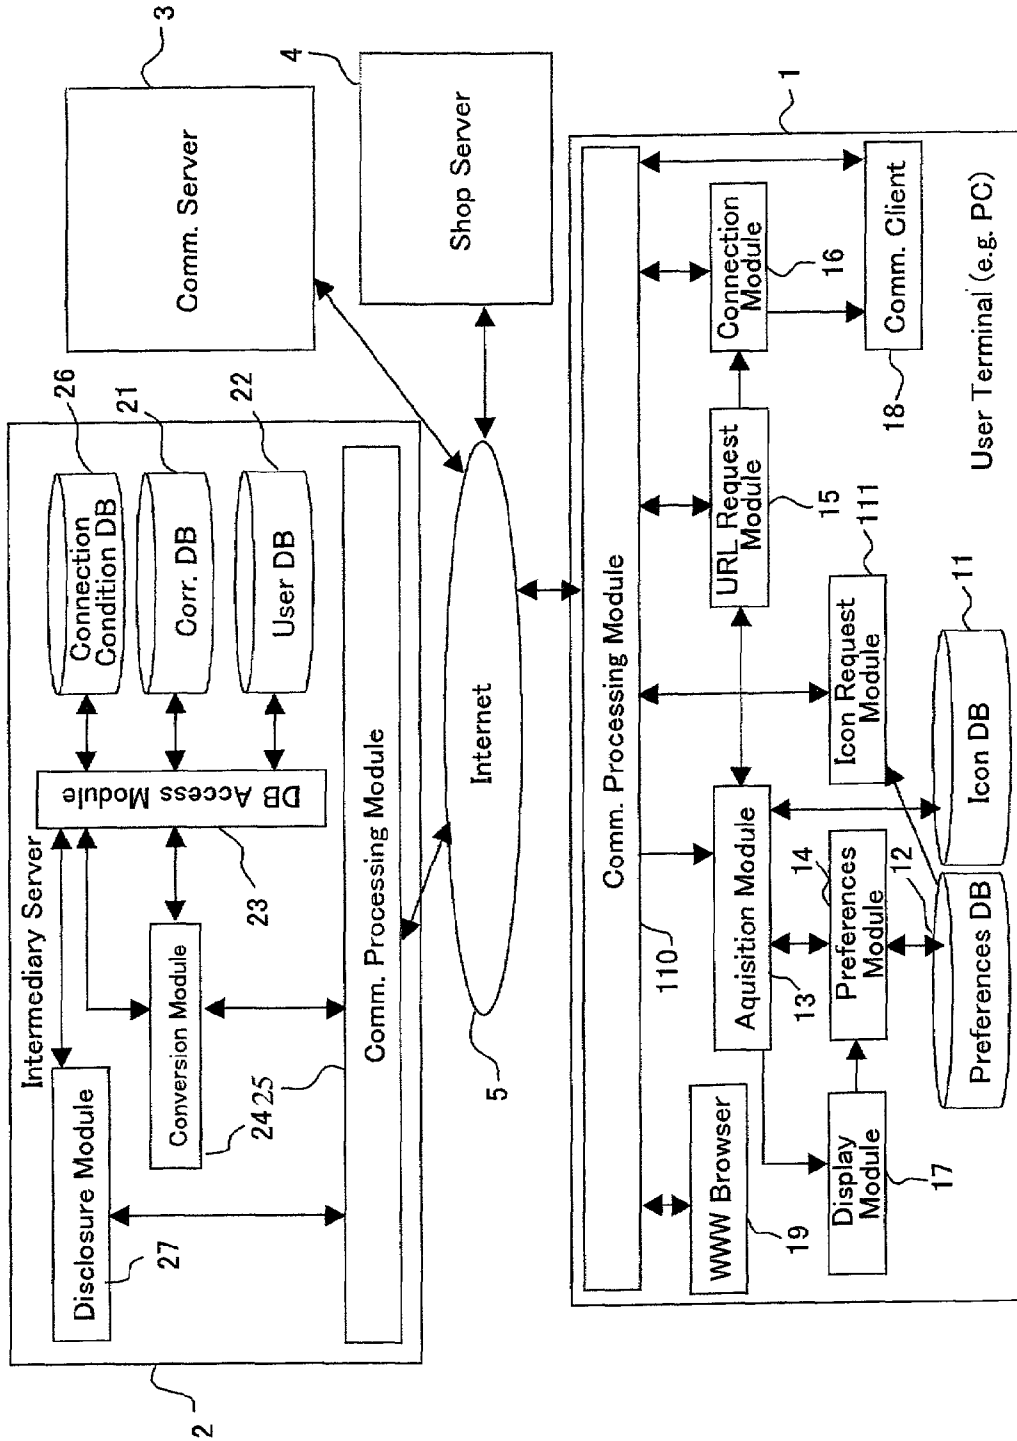 2
Intermediary Server
Disclosure Module
27
Conversion Module
24
25
DB Access Module
23
Connection
Condition DB
26
Corr. DB
21
User DB
22
Comm. Processing Module
Comm. Server
3
Shop Server
4
Internet
5
1
Comm. Processing Module
110
WWW Browser
19
Aquisition Module
13
URL Request
Module
15
Connection
Module
16
Display
Module
17
Preferences
Module
14
Icon Request
Module
111
Comm. Client
18
Preferences DB
12
Icon DB
11
User Terminal (e.g. PC)